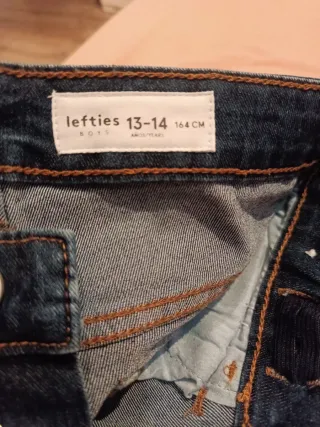 lefties 13-14 164 CM
BOYS AÑOS/YEARS